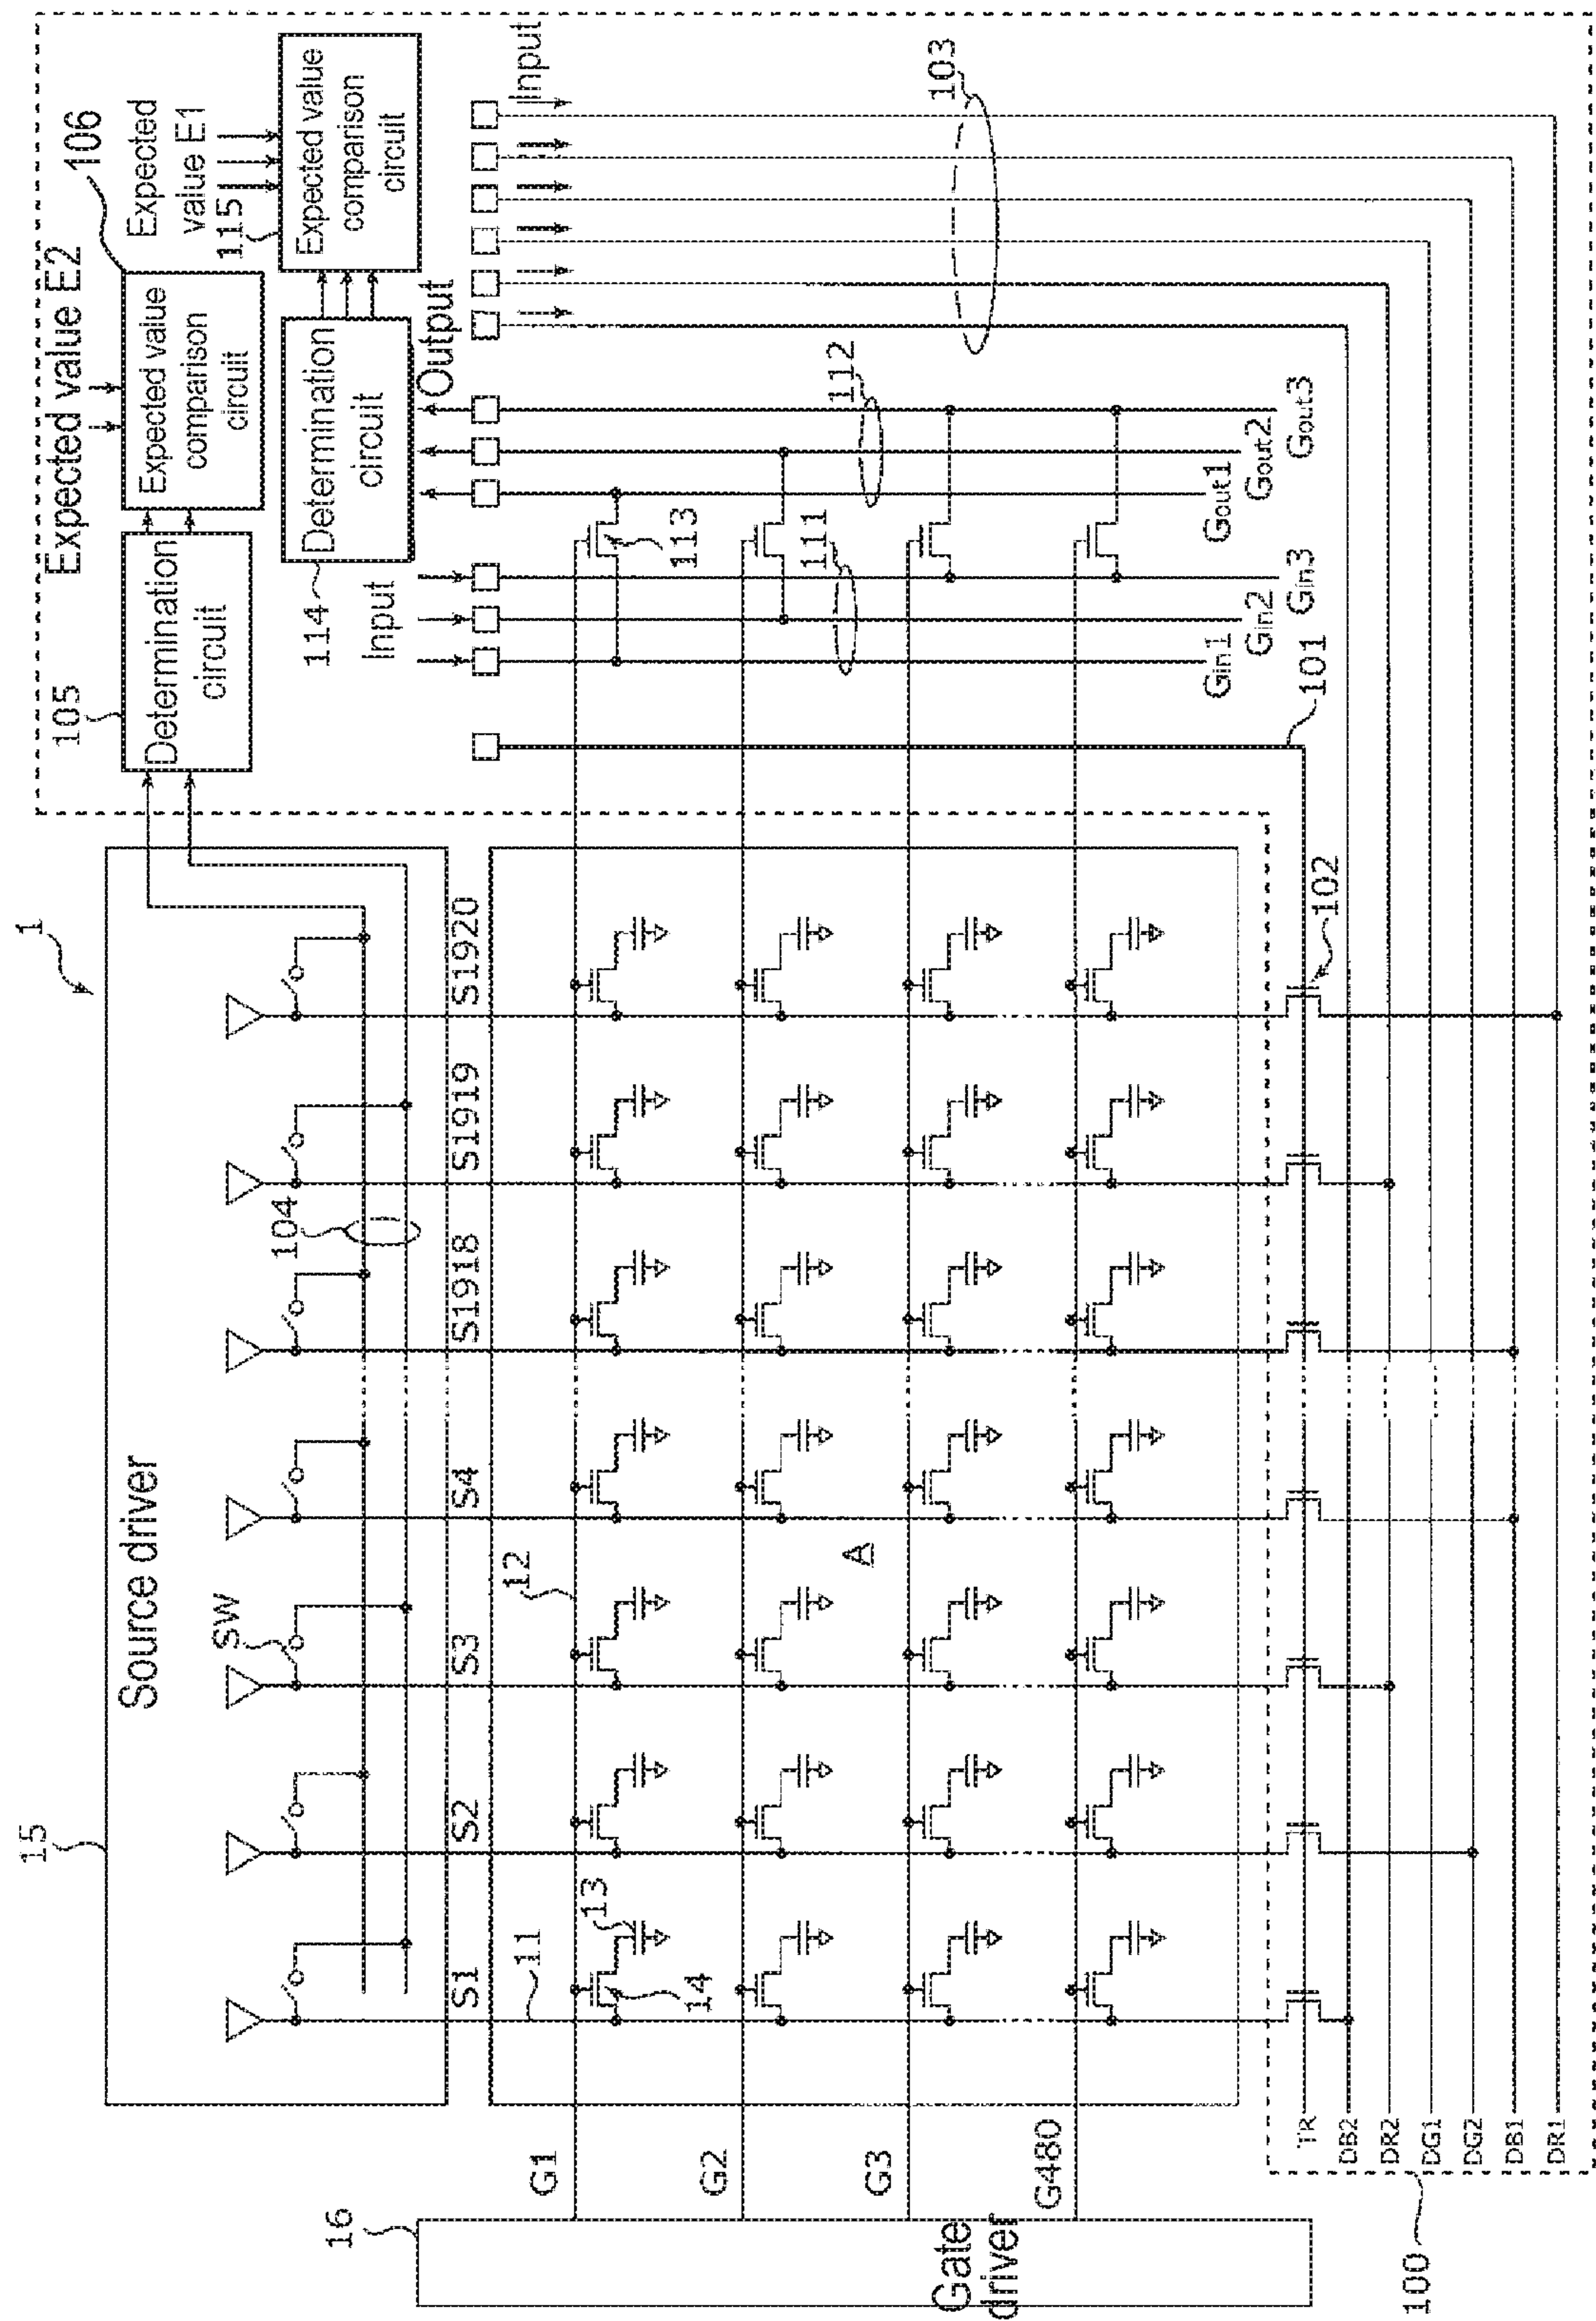 1
15
Source driver
SW
104
105
Determination
circuit
Expected value E2
106
Expected value
comparison
circuit
Expected
value E1
115
Expected value
comparison
circuit
114
Determination
circuit
Input
Output
Input
S1
S2
S3
S4
S1918
S1919
S1920
11
12
13
14
A
113
111
112
103
Gin1
Gin2
Gin3
Gout1
Gout2
Gout3
101
102
16
Gate
driver
G1
G2
G3
G480
TR
DB2
DR2
DG1
DG2
DB1
DR1
100